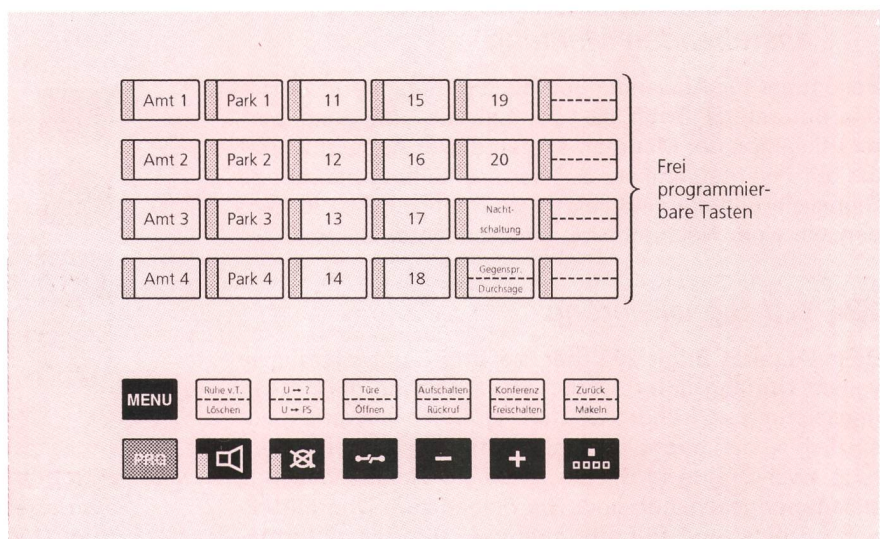 Amt 1 Park 1 11 15 19
Amt 2 Park 2 12 16 20
Amt 3 Park 3 13 17 Nacht-
schaltung
Amt 4 Park 4 14 18 Gegenspr.
Durchsage
Frei
programmier-
bare Tasten
MENU Ruhe v.T. U ↔ ? Türe Aufschalten Konferenz Zurück
Löschen U ↔ PS Öffnen Rückruf Freischalten Makeln
PRG − +